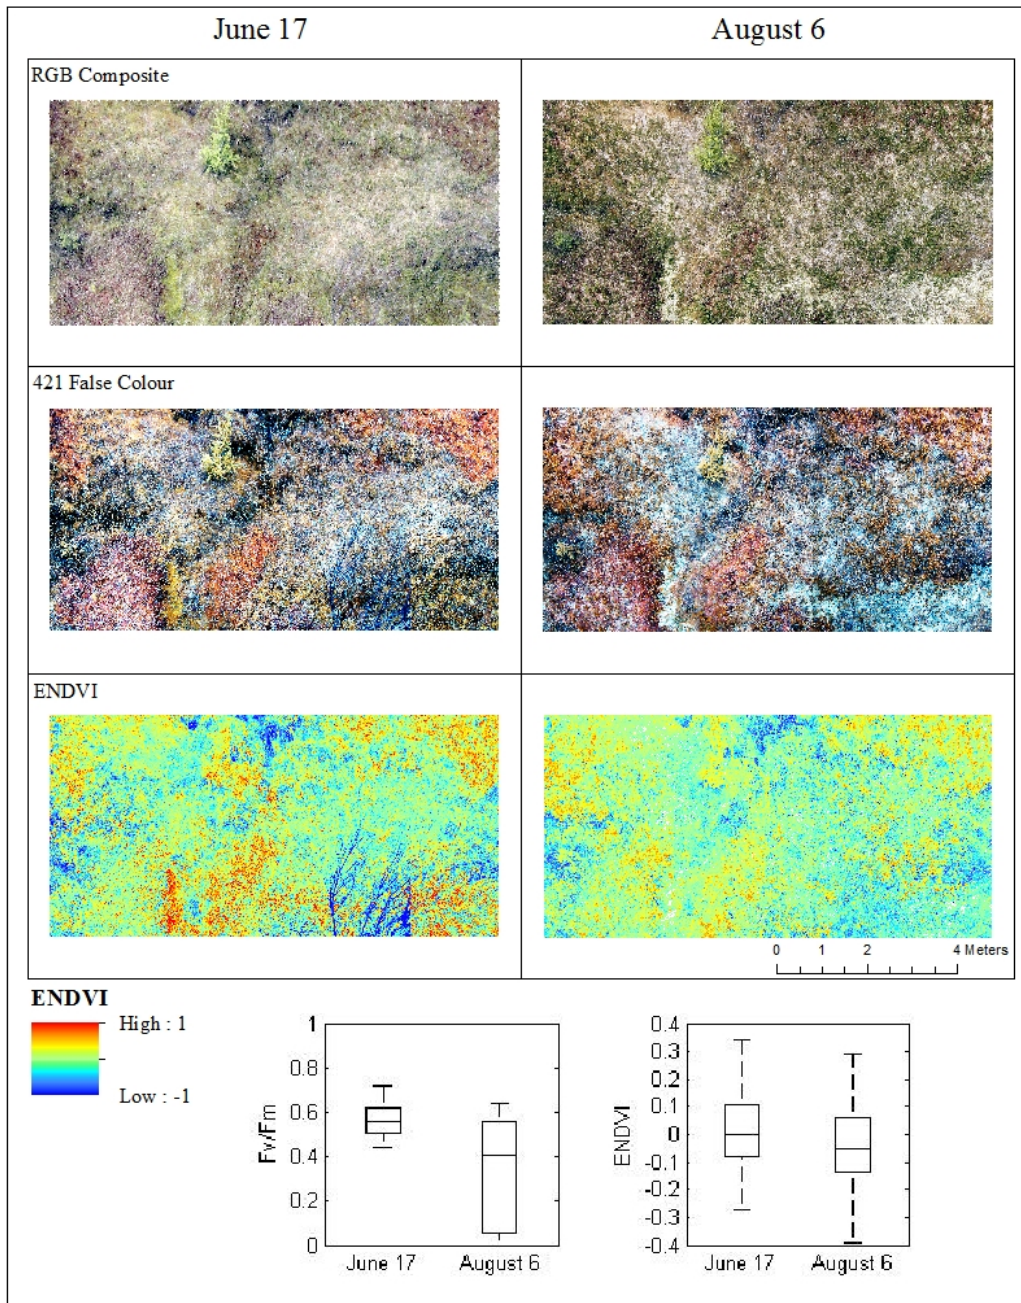 June 17
August 6
RGB Composite
421 False Colour
ENDVI
0 1 2 4 Meters
ENDVI
High : 1
Low : -1
1
0.8
0.6
0.4
0.2
0
Fv/Fm
June 17 August 6
0.4
0.3
0.2
0.1
0
-0.1
-0.2
-0.3
-0.4
ENDVI
June 17 August 6